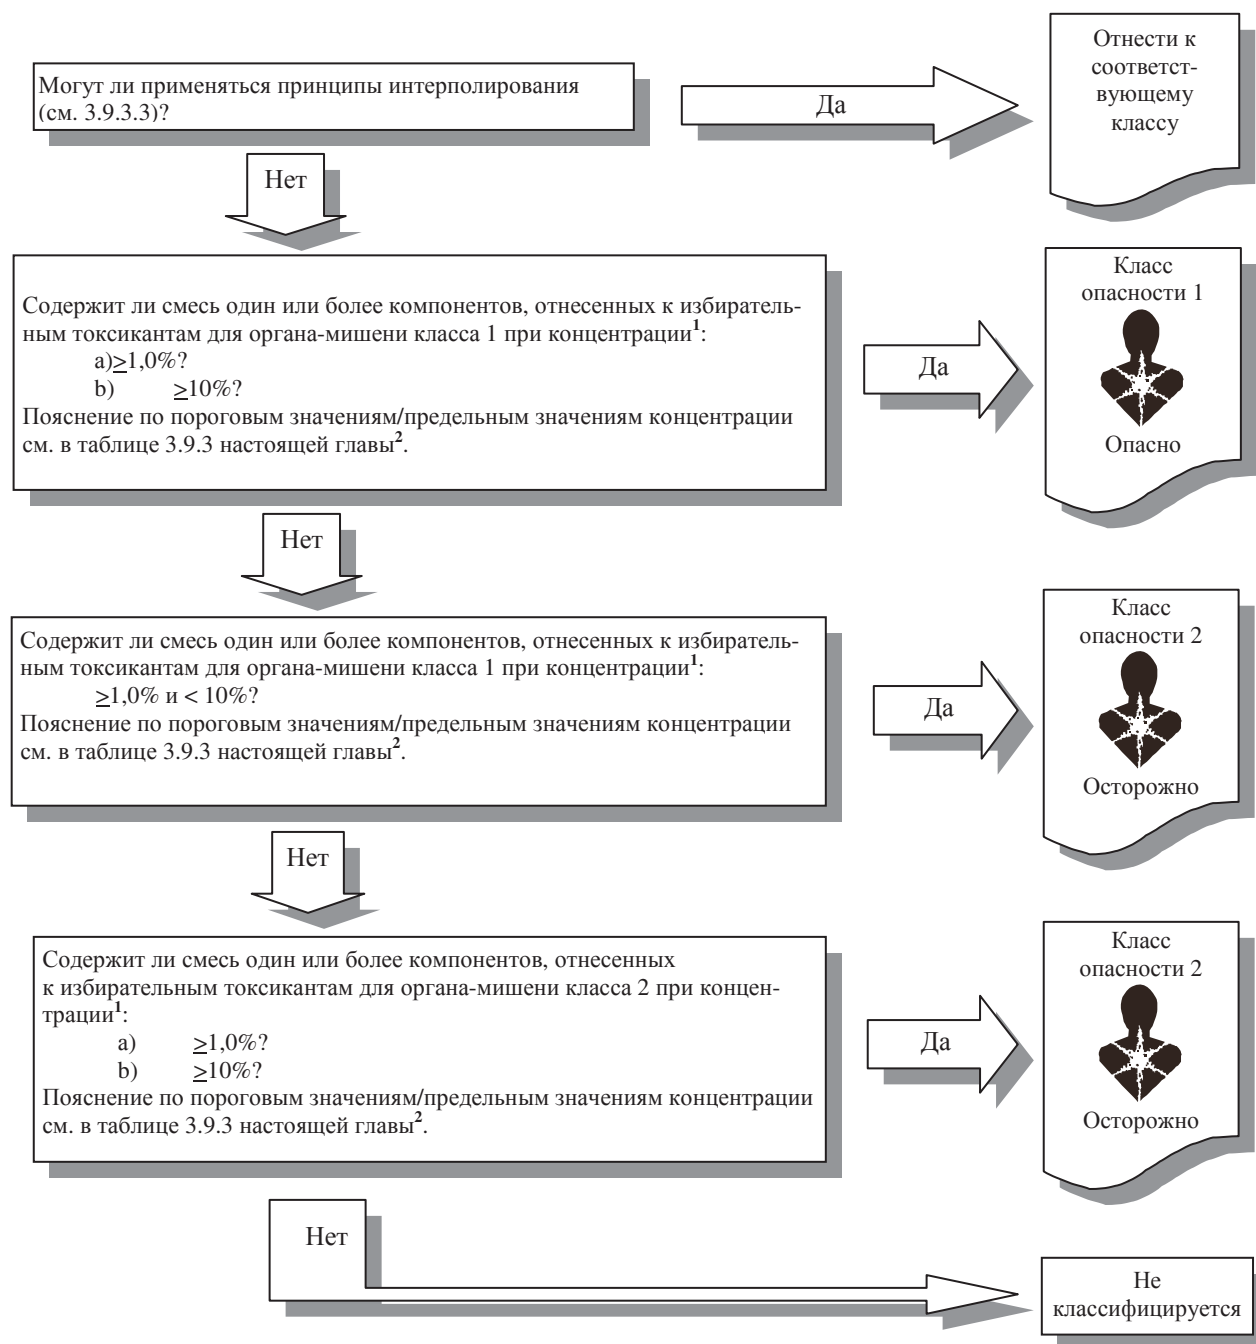 Могут ли применяться принципы интерполирования
(см. 3.9.3.3)?
Да
Отнести к
соответст-
вующему
классу
Нет
Содержит ли смесь один или более компонентов, отнесенных к избиратель-
ным токсикантам для органа-мишени класса 1 при концентрации¹:
a)≥1,0%?
b) ≥10%?
Пояснение по пороговым значениям/предельным значениям концентрации
см. в таблице 3.9.3 настоящей главы².
Да
Класс
опасности 1
Опасно
Нет
Содержит ли смесь один или более компонентов, отнесенных к избиратель-
ным токсикантам для органа-мишени класса 1 при концентрации¹:
≥1,0% и < 10%?
Пояснение по пороговым значениям/предельным значениям концентрации
см. в таблице 3.9.3 настоящей главы².
Да
Класс
опасности 2
Осторожно
Нет
Содержит ли смесь один или более компонентов, отнесенных
к избирательным токсикантам для органа-мишени класса 2 при концен-
трации¹:
a) ≥1,0%?
b) ≥10%?
Пояснение по пороговым значениям/предельным значениям концентрации
см. в таблице 3.9.3 настоящей главы².
Да
Класс
опасности 2
Осторожно
Нет
Не
классифицируется